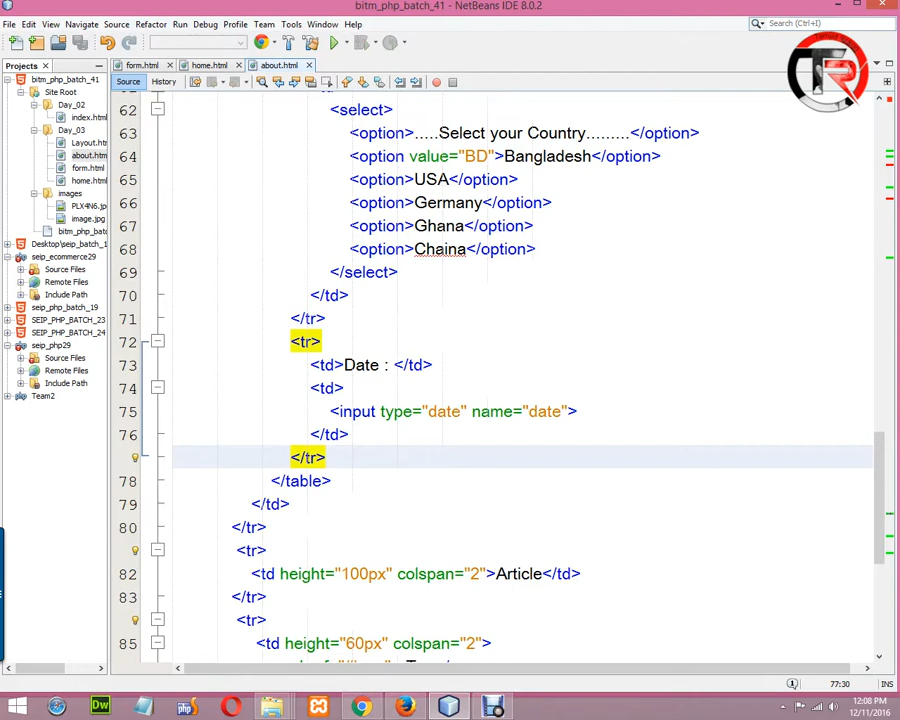 bitm_php_batch_41 - NetBeans IDE 8.0.2
File Edit View Navigate Source Refactor Run Debug Profile Team Tools Window Help
Search (Ctrl+I)
Projects
form.html
home.html
about.html
Source History
bitm_php_batch_41
Site Root
Day_02
index.html
Day_03
Layout.htm
about.htm
form.html
home.html
images
PLX4N6.jp
image.jpg
bitm_php_batc
Desktop/seip_batch_1
seip_ecommerce29
Source Files
Remote Files
Include Path
seip_php_batch_19
SEIP_PHP_BATCH_23
SEIP_PHP_BATCH_24
seip_php29
Source Files
Remote Files
Include Path
Team2
62 <select>
63 <option>.....Select your Country.........</option>
64 <option value="BD">Bangladesh</option>
65 <option>USA</option>
66 <option>Germany</option>
67 <option>Ghana</option>
68 <option>Chaina</option>
69 </select>
70 </td>
71 </tr>
72 <tr>
73 <td>Date : </td>
74 <td>
75 <input type="date" name="date">
76 </td>
</tr>
78 </table>
79 </td>
80 </tr>
<tr>
82 <td height="100px" colspan="2">Article</td>
83 </tr>
<tr>
85 <td height="60px" colspan="2">
77:30 INS
Dw
php
12:08 PM
12/11/2016